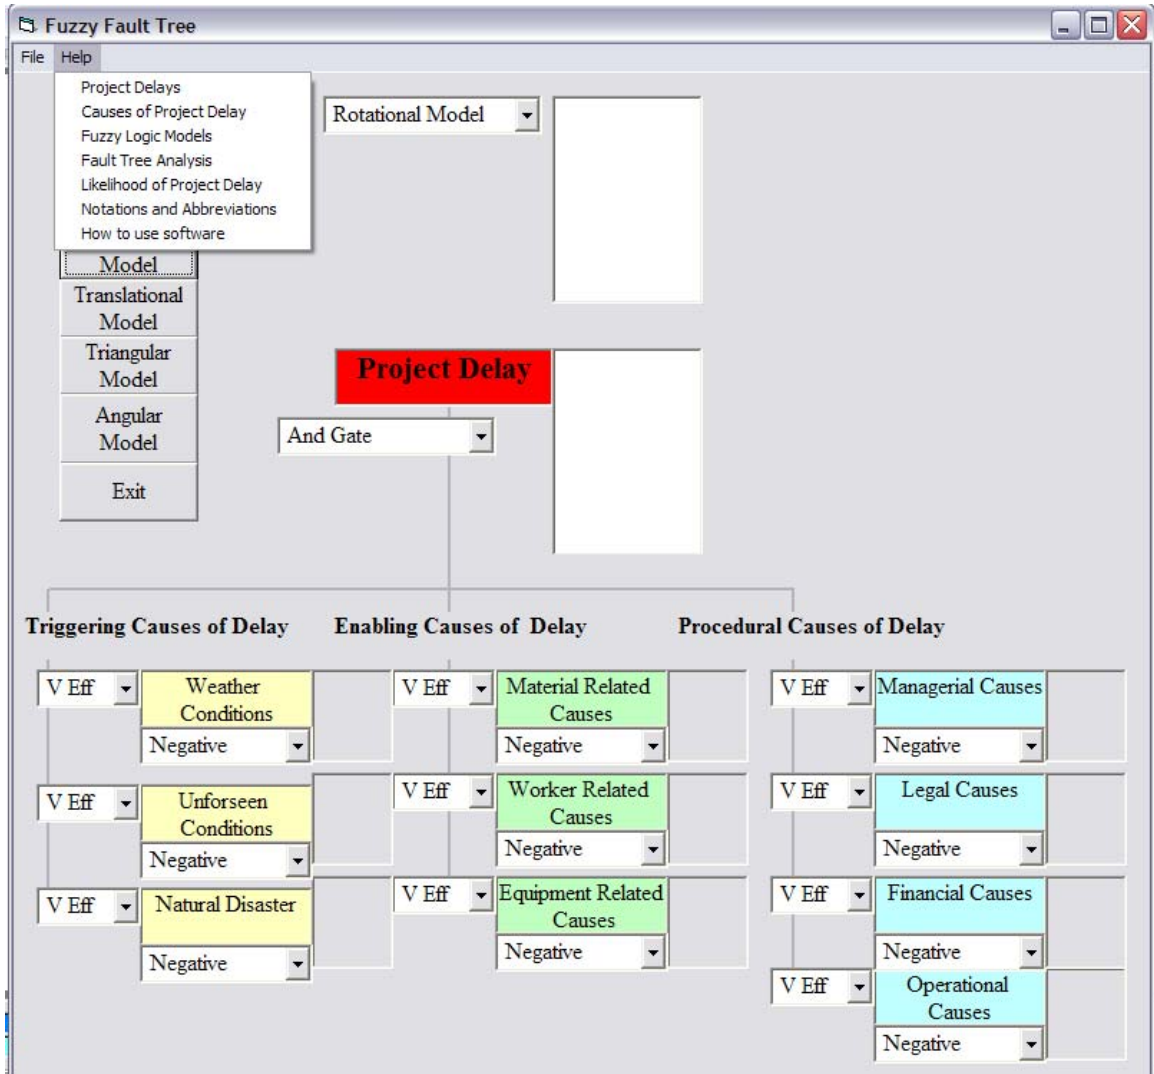 Fuzzy Fault Tree
File Help
Project Delays
Causes of Project Delay
Fuzzy Logic Models
Fault Tree Analysis
Likelihood of Project Delay
Notations and Abbreviations
How to use software
Rotational Model
Model
Translational
Model
Triangular
Model
Angular
Model
Exit
Project Delay
And Gate
Triggering Causes of Delay
Enabling Causes of Delay
Procedural Causes of Delay
V Eff
Weather
Conditions
Negative
V Eff
Unforseen
Conditions
Negative
V Eff
Natural Disaster
Negative
V Eff
Material Related
Causes
Negative
V Eff
Worker Related
Causes
Negative
V Eff
Equipment Related
Causes
Negative
V Eff
Managerial Causes
Negative
V Eff
Legal Causes
Negative
V Eff
Financial Causes
Negative
V Eff
Operational
Causes
Negative